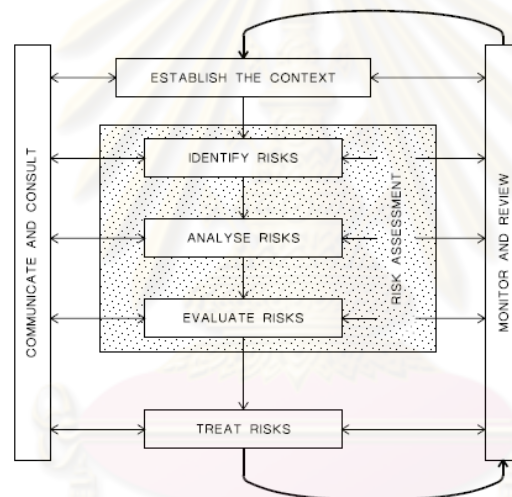 ESTABLISH THE CONTEXT
IDENTIFY RISKS
ANALYSE RISKS
EVALUATE RISKS
TREAT RISKS
COMMUNICATE AND CONSULT
RISK ASSESSMENT
MONITOR AND REVIEW